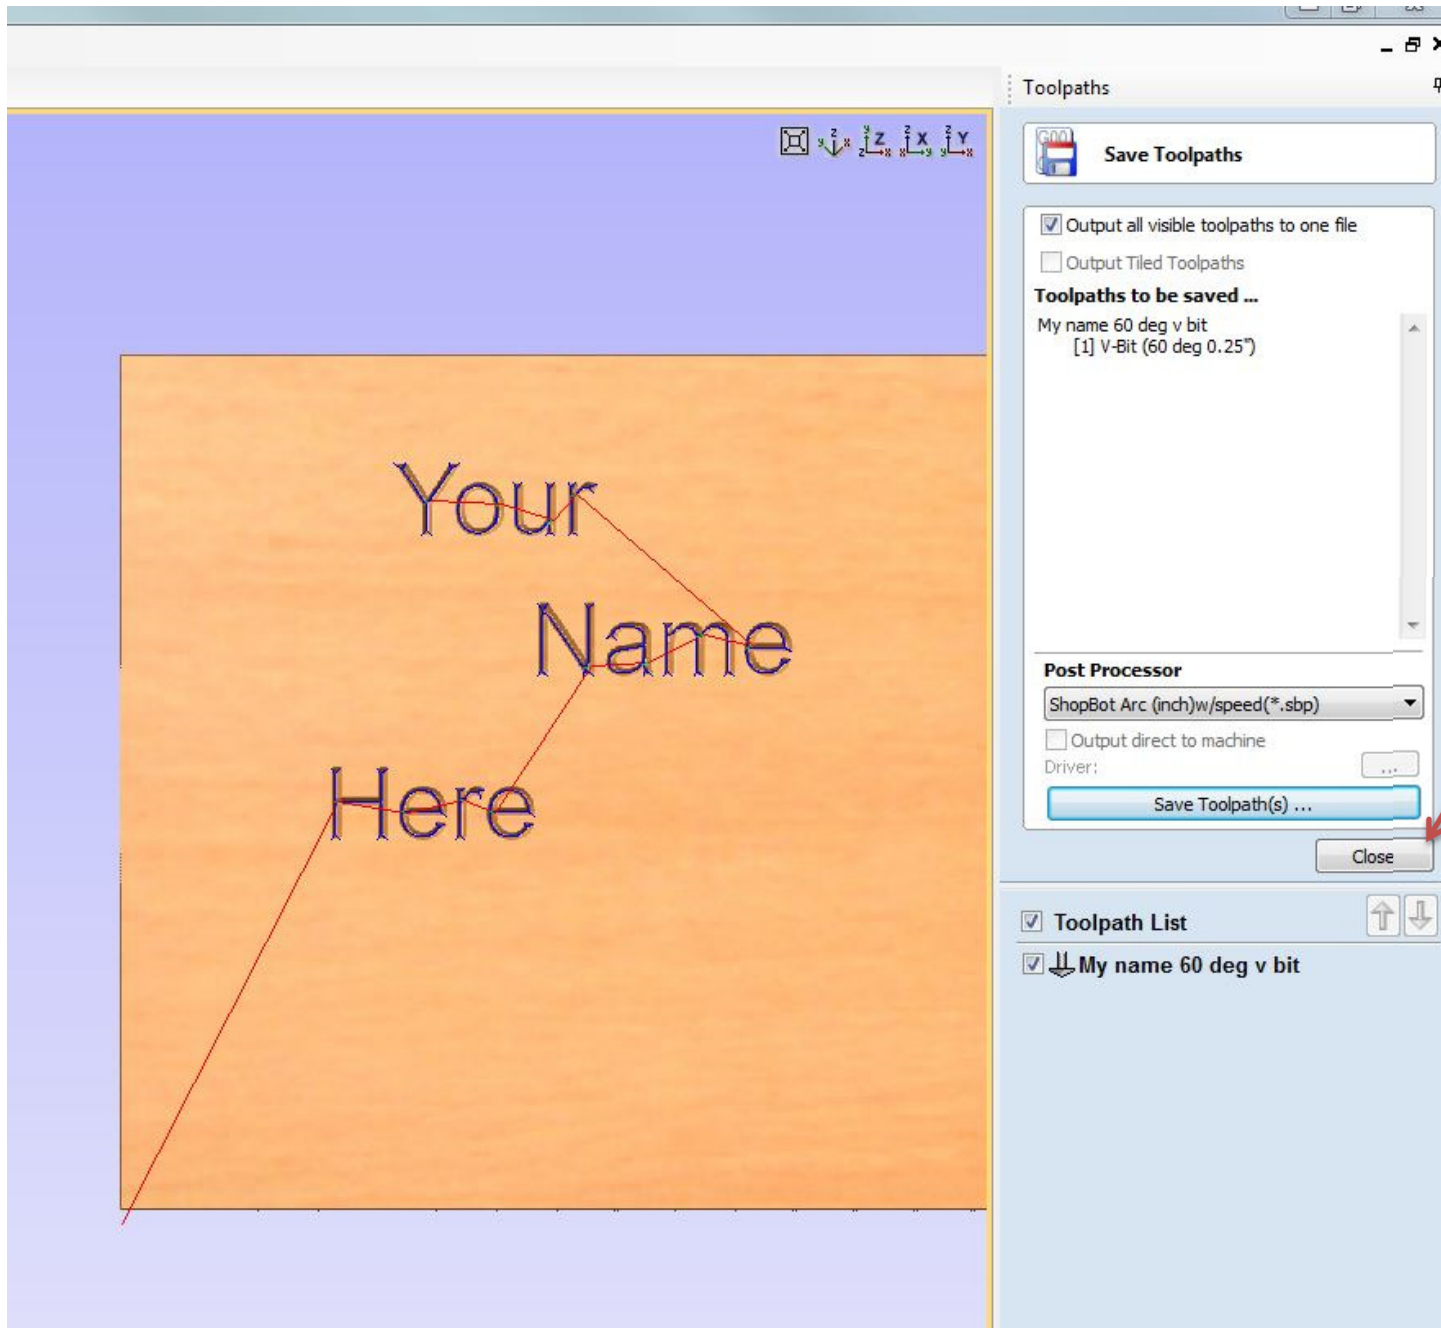 Toolpaths
Save Toolpaths
Output all visible toolpaths to one file
Output Tiled Toolpaths
Toolpaths to be saved ...
My name 60 deg v bit
[1] V-Bit (60 deg 0.25")
Your
Name
Here
Post Processor
ShopBot Arc (inch)w/speed(*.sbp)
Output direct to machine
Driver:
...
Save Toolpath(s) ...
Close
Toolpath List
My name 60 deg v bit